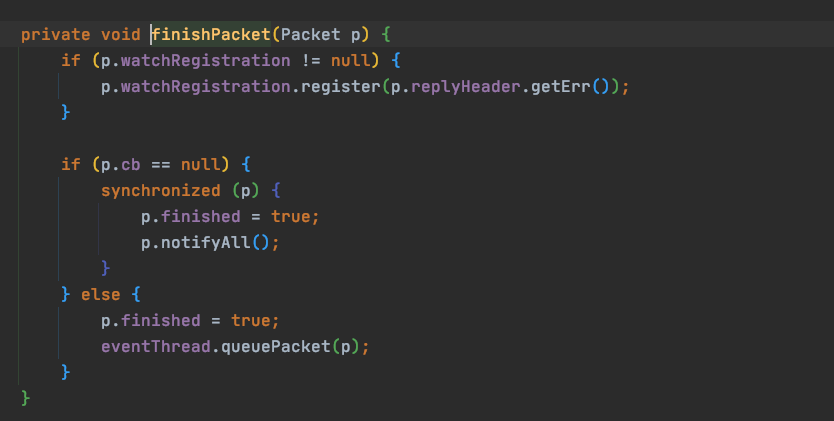 private void finishPacket(Packet p) {
    if (p.watchRegistration != null) {
        p.watchRegistration.register(p.replyHeader.getErr());
    }

    if (p.cb == null) {
        synchronized (p) {
            p.finished = true;
            p.notifyAll();
        }
    } else {
        p.finished = true;
        eventThread.queuePacket(p);
    }
}